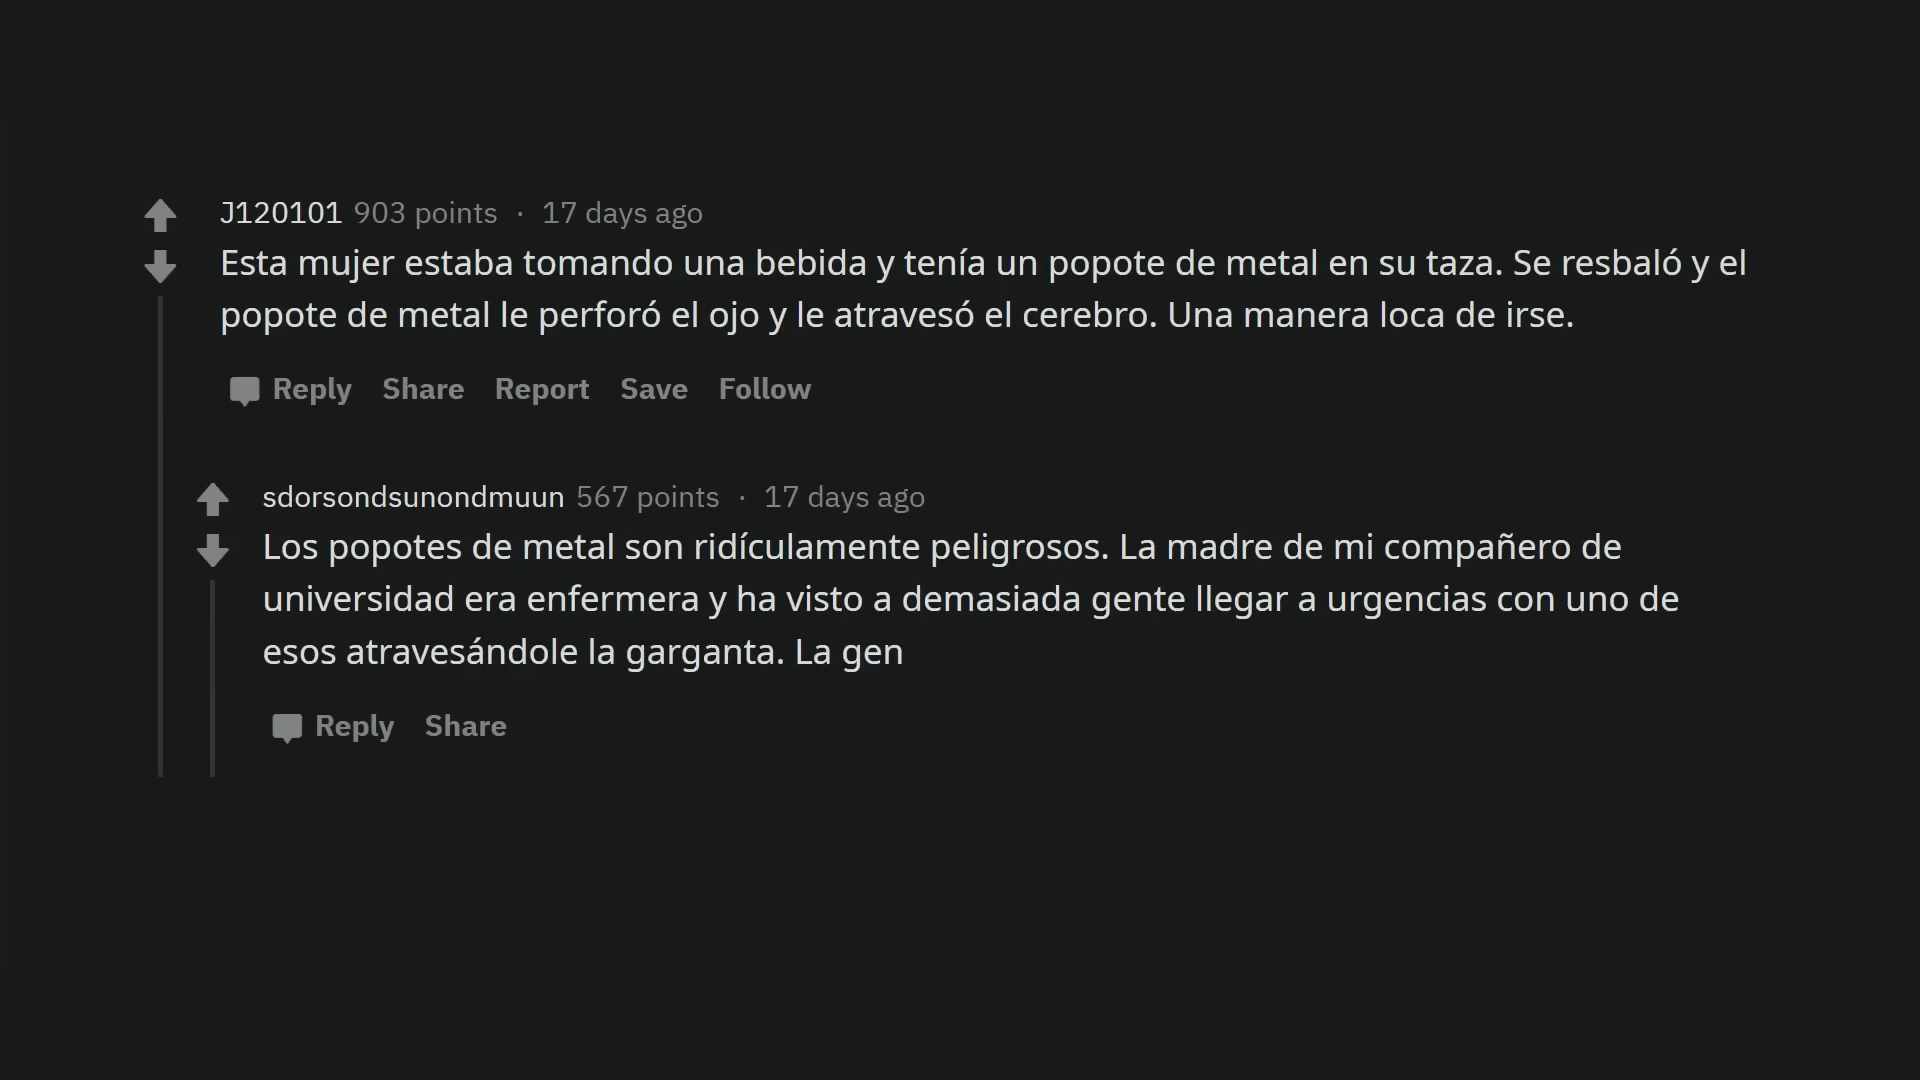 J120101 903 points · 17 days ago
Esta mujer estaba tomando una bebida y tenía un popote de metal en su taza. Se resbaló y el
popote de metal le perforó el ojo y le atravesó el cerebro. Una manera loca de irse.
Reply Share Report Save Follow
sdorsondsunondmuun 567 points · 17 days ago
Los popotes de metal son ridículamente peligrosos. La madre de mi compañero de
universidad era enfermera y ha visto a demasiada gente llegar a urgencias con uno de
esos atravesándole la garganta. La gen
Reply Share